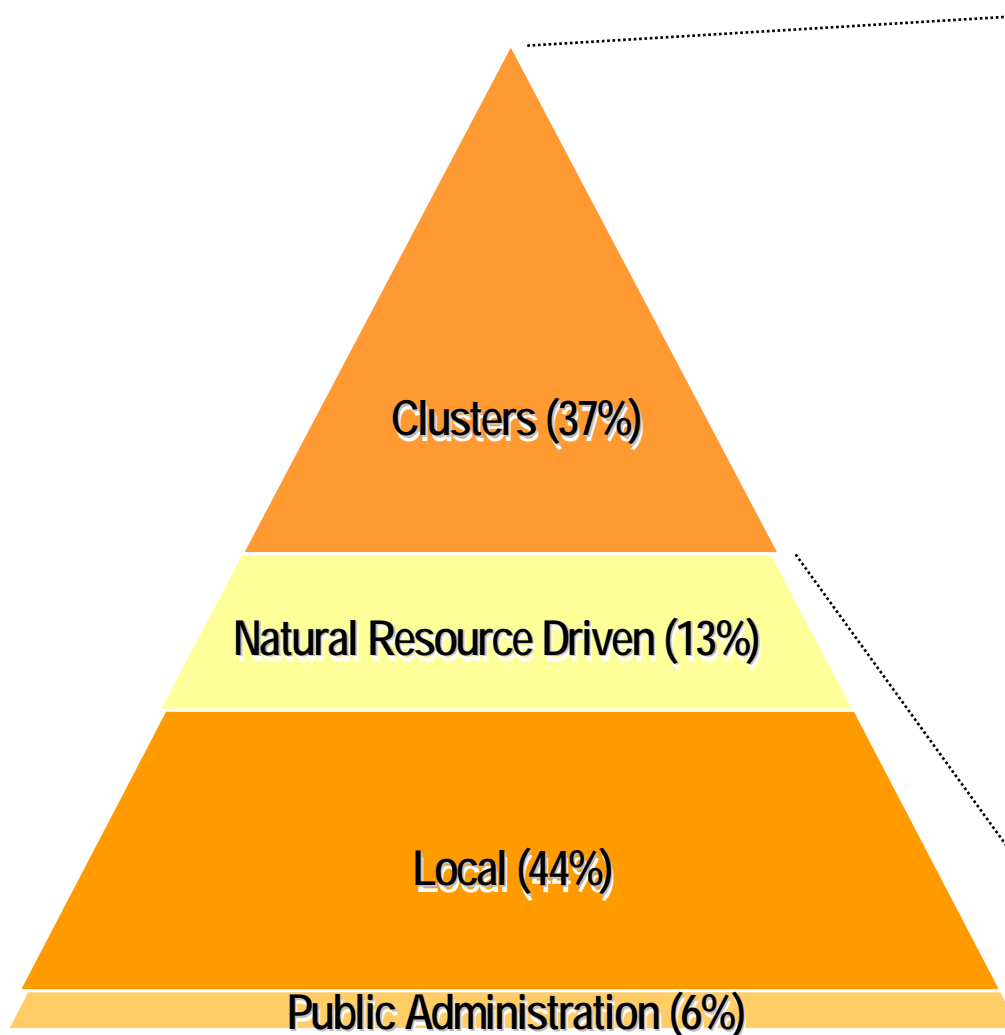 Clusters (37%)
Natural Resource Driven (13%)
Local (44%)
Public Administration (6%)